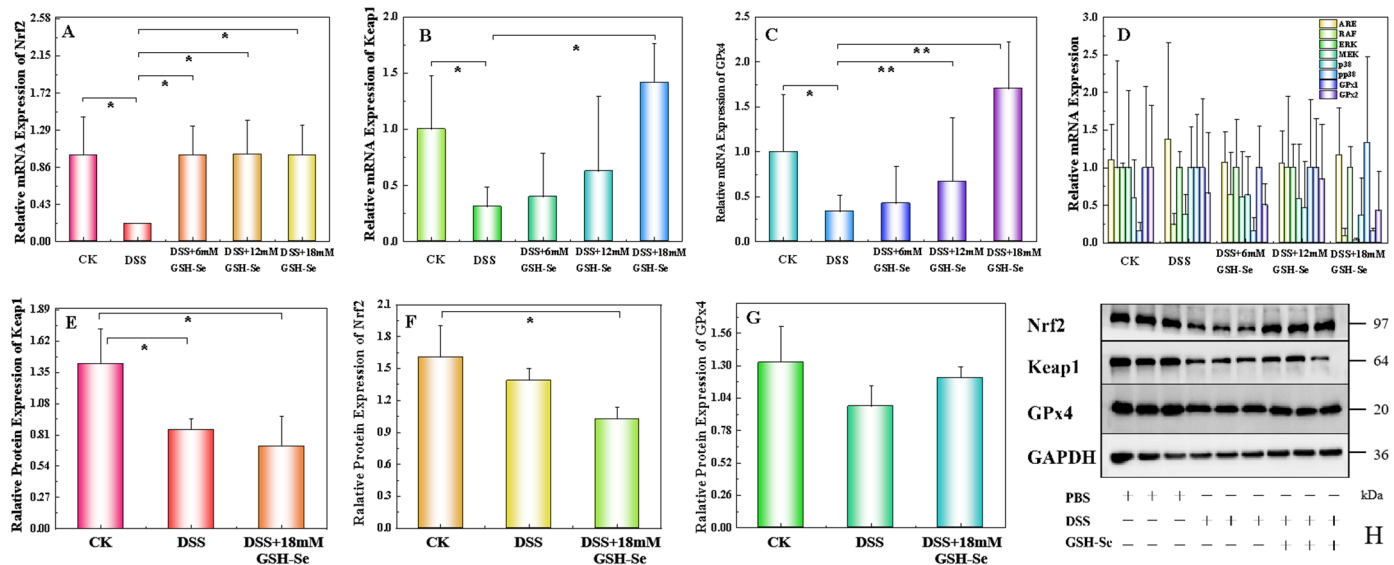 A
Relative mRNA Expression of Nrf2
2.58
2.15
1.72
1.29
0.86
0.43
0.00
*
*
*
*
CK
DSS
DSS+6mM
GSH-Se
DSS+12mM
GSH-Se
DSS+18mM
GSH-Se
B
Relative mRNA Expression of Keap1
2.0
1.5
1.0
0.5
0.0
*
*
CK
DSS
DSS+6mM
GSH-Se
DSS+12mM
GSH-Se
DSS+18mM
GSH-Se
C
Relative mRNA Expression of GPx4
2.5
2.0
1.5
1.0
0.5
0.0
*
**
**
CK
DSS
DSS+6mM
GSH-Se
DSS+12mM
GSH-Se
DSS+18mM
GSH-Se
D
Relative mRNA Expression
3.0
2.5
2.0
1.5
1.0
0.5
0.0
ARE
RAF
ERK
MEK
p38
pp38
GPx1
GPx2
CK
DSS
DSS+6mM
GSH-Se
DSS+12mM
GSH-Se
DSS+18mM
GSH-Se
E
Ralative Protein Expression of Keap1
1.89
1.62
1.35
1.08
0.81
0.54
0.27
0.00
*
*
CK
DSS
DSS+18mM
GSH-Se
F
Ralative Protein Expression of Nrf2
2.1
1.8
1.5
1.2
0.9
0.6
0.3
0.0
*
CK
DSS
DSS+18mM
GSH-Se
G
Ralative Protein Expression of GPx4
1.56
1.30
1.04
0.78
0.52
0.26
0.00
CK
DSS
DSS+18mM
GSH-Se
Nrf2 97
Keap1 64
GPx4 20
GAPDH 36
kDa
PBS + + + − − − − − −
DSS − − − + + + + + +
GSH-Se − − − − − − + + +
H